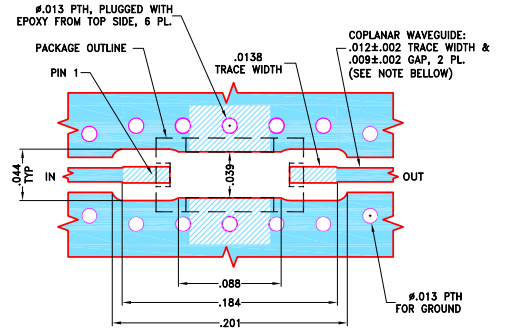 ø.013 PTH, PLUGGED WITH
EPOXY FROM TOP SIDE, 6 PL.
PACKAGE OUTLINE
PIN 1
.0138
TRACE WIDTH
COPLANAR WAVEGUIDE:
.012±.002 TRACE WIDTH &
.009±.002 GAP, 2 PL.
(SEE NOTE BELLOW)
.044
TYP
IN
.039
OUT
.088
.184
.201
ø.013 PTH
FOR GROUND